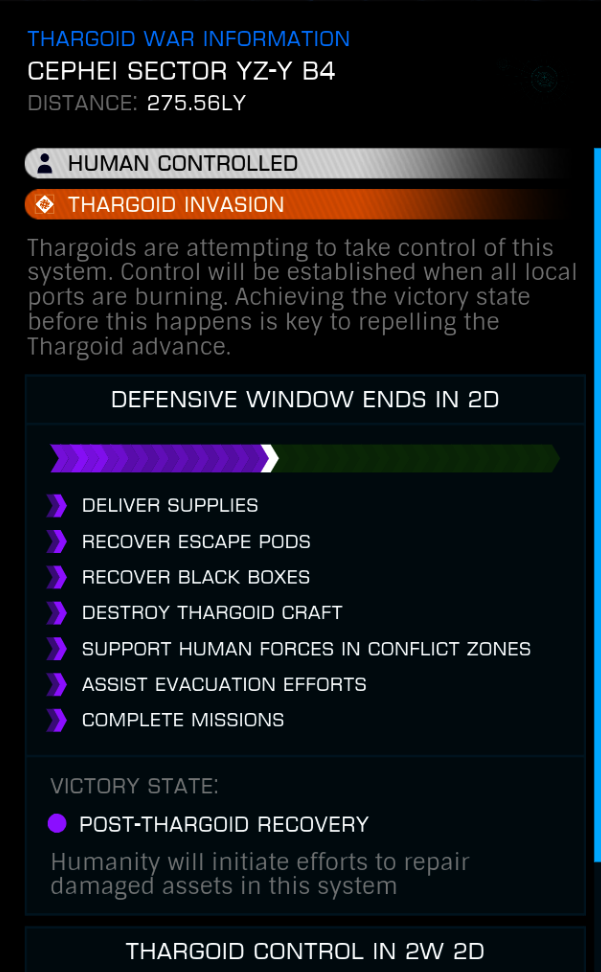 THARGOID WAR INFORMATION
CEPHEI SECTOR YZ-Y B4
DISTANCE: 275.56LY
HUMAN CONTROLLED
THARGOID INVASION
Thargoids are attempting to take control of this
system. Control will be established when all local
ports are burning. Achieving the victory state
before this happens is key to repelling the
Thargoid advance.
DEFENSIVE WINDOW ENDS IN 2D
DELIVER SUPPLIES
RECOVER ESCAPE PODS
RECOVER BLACK BOXES
DESTROY THARGOID CRAFT
SUPPORT HUMAN FORCES IN CONFLICT ZONES
ASSIST EVACUATION EFFORTS
COMPLETE MISSIONS
VICTORY STATE:
POST-THARGOID RECOVERY
Humanity will initiate efforts to repair
damaged assets in this system
THARGOID CONTROL IN 2W 2D